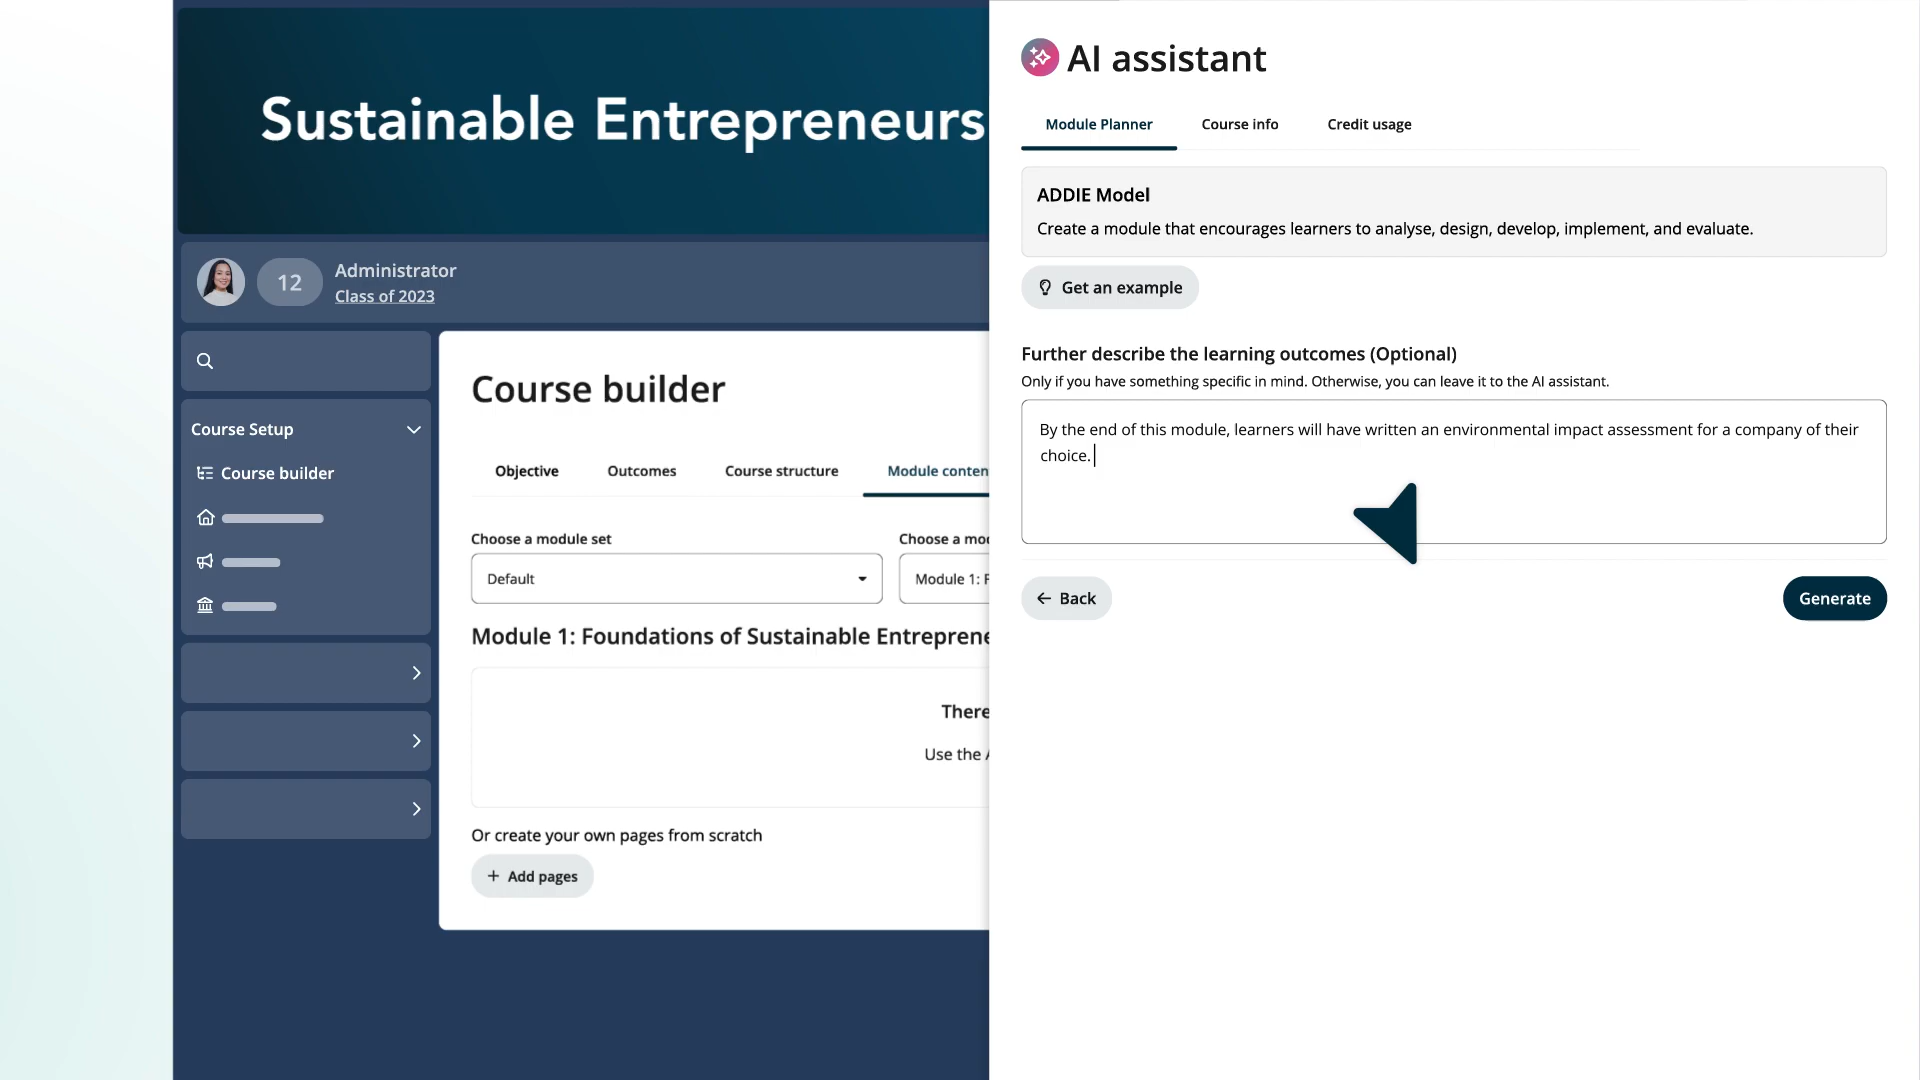 Sustainable Entrepreneurs
12
Administrator
Class of 2023
Course Setup
Course builder
Course builder
Objective
Outcomes
Course structure
Module conten
Choose a module set
Choose a mo
Default
Module 1: F
Module 1: Foundations of Sustainable Entreprene
There
Use the A
Or create your own pages from scratch
+ Add pages
AI assistant
Module Planner
Course info
Credit usage
ADDIE Model
Create a module that encourages learners to analyse, design, develop, implement, and evaluate.
Get an example
Further describe the learning outcomes (Optional)
Only if you have something specific in mind. Otherwise, you can leave it to the AI assistant.
By the end of this module, learners will have written an environmental impact assessment for a company of their
choice.
Back
Generate